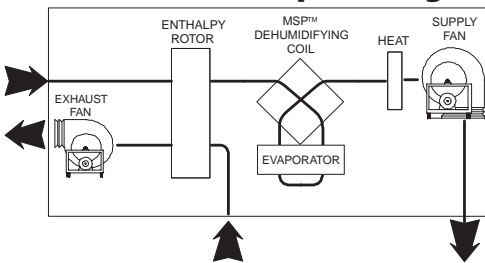 ENTHALPY
ROTOR
MSP™
DEHUMIDIFYING
COIL
HEAT
SUPPLY
FAN
EXHAUST
FAN
EVAPORATOR